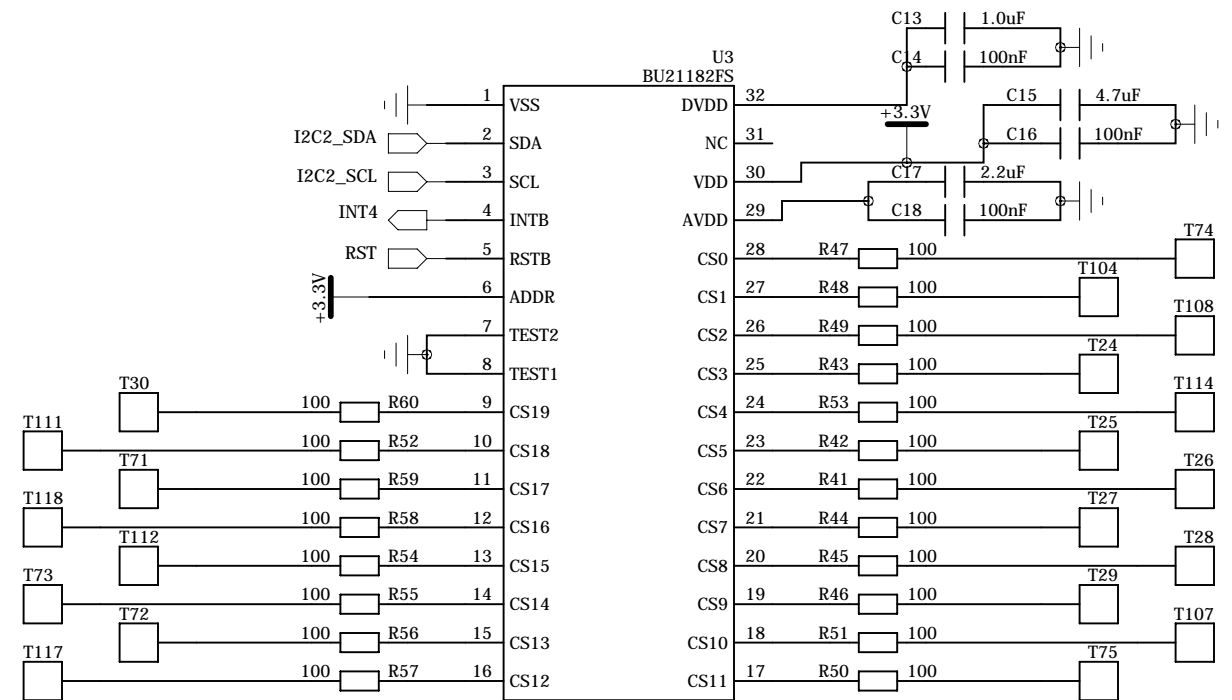 C13 1.0uF
C14 100nF
U3
BU21182FS
1 VSS DVDD 32
+3.3V
C15 4.7uF
C16 100nF
I2C2_SDA 2 SDA NC 31
I2C2_SCL 3 SCL VDD 30
C17 2.2uF
INT4 4 INTB AVDD 29
C18 100nF
RST 5 RSTB CS0 28 R47 100 T74
+3.3V 6 ADDR CS1 27 R48 100 T104
7 TEST2 CS2 26 R49 100 T108
8 TEST1 CS3 25 R43 100 T24
T30 100 R60 9 CS19 CS4 24 R53 100 T114
T111 100 R52 10 CS18 CS5 23 R42 100 T25
T71 100 R59 11 CS17 CS6 22 R41 100 T26
T118 100 R58 12 CS16 CS7 21 R44 100 T27
T112 100 R54 13 CS15 CS8 20 R45 100 T28
T73 100 R55 14 CS14 CS9 19 R46 100 T29
T72 100 R56 15 CS13 CS10 18 R51 100 T107
T117 100 R57 16 CS12 CS11 17 R50 100 T75